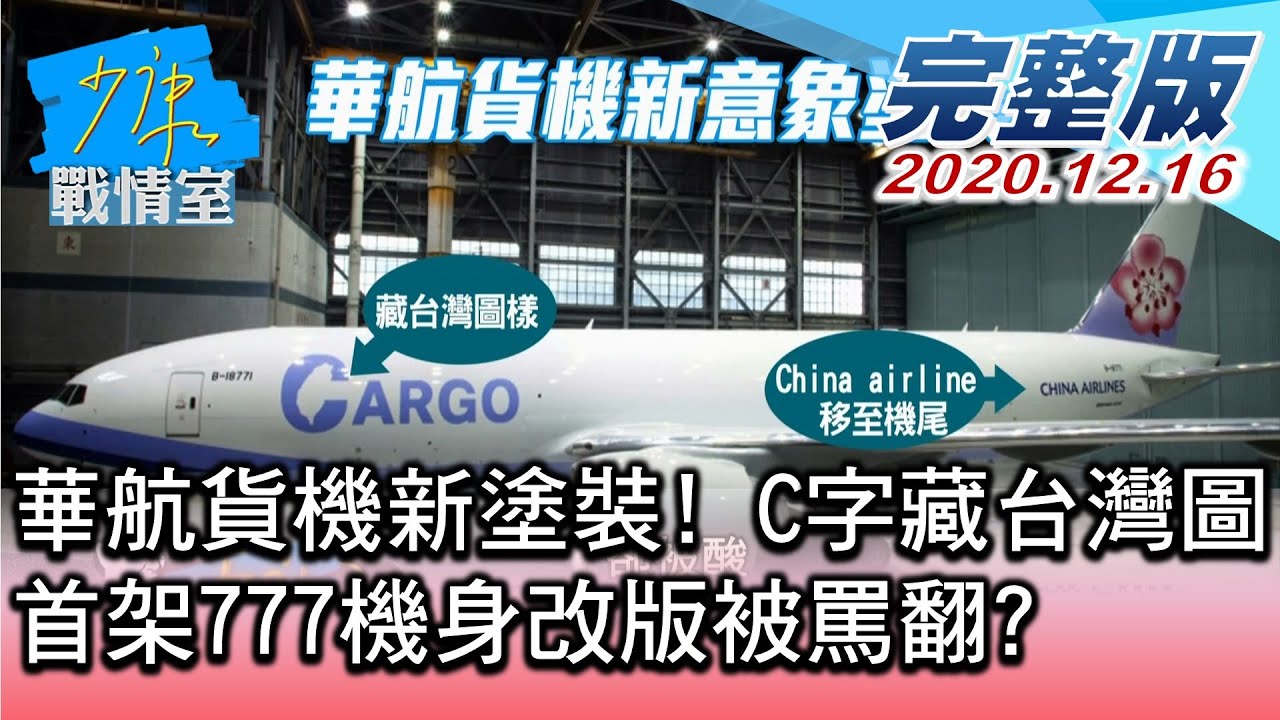 少康
戰情室
華航貨機新意象
完整版
2020.12.16
東
藏台灣圖樣
China airline
移至機尾
B-18771
CARGO
CHINA AIRLINES
華航貨機新塗裝! C字藏台灣圖
首架777機身改版被罵翻?